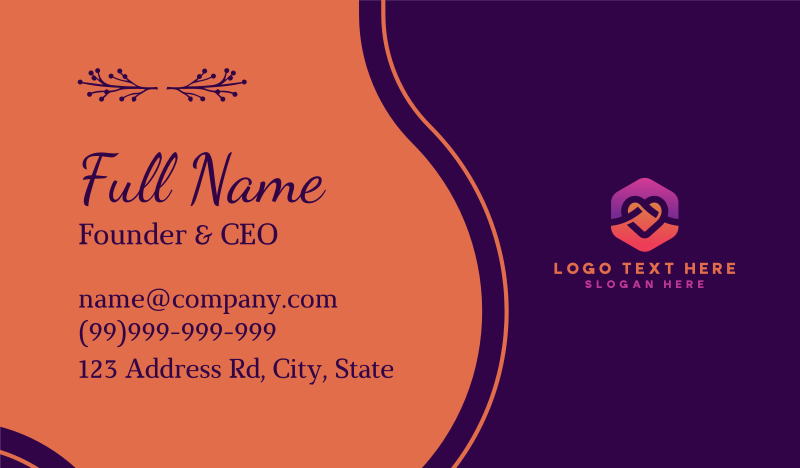 Full Name
Founder & CEO
name@company.com
(99)999-999-999
123 Address Rd, City, State
LOGO TEXT HERE
SLOGAN HERE